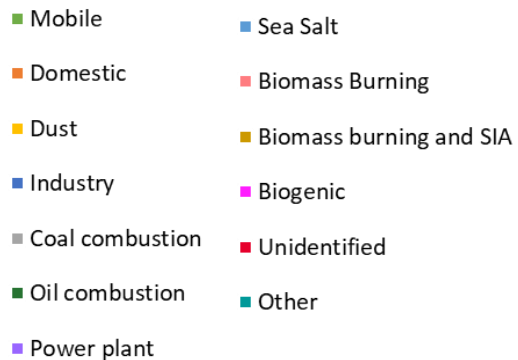 Mobile
Domestic
Dust
Industry
Coal combustion
Oil combustion
Power plant
Sea Salt
Biomass Burning
Biomass burning and SIA
Biogenic
Unidentified
Other